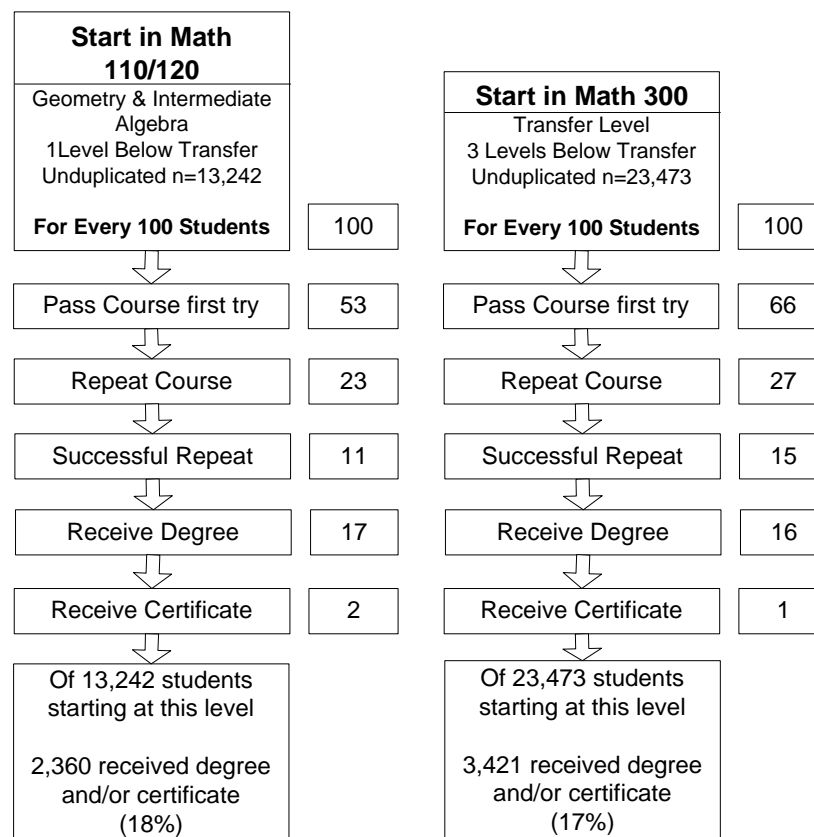 Start in Math
110/120
Geometry & Intermediate
Algebra
1Level Below Transfer
Unduplicated n=13,242
For Every 100 Students
100
Pass Course first try
53
Repeat Course
23
Successful Repeat
11
Receive Degree
17
Receive Certificate
2
Of 13,242 students
starting at this level
2,360 received degree
and/or certificate
(18%)
Start in Math 300
Transfer Level
3 Levels Below Transfer
Unduplicated n=23,473
For Every 100 Students
100
Pass Course first try
66
Repeat Course
27
Successful Repeat
15
Receive Degree
16
Receive Certificate
1
Of 23,473 students
starting at this level
3,421 received degree
and/or certificate
(17%)